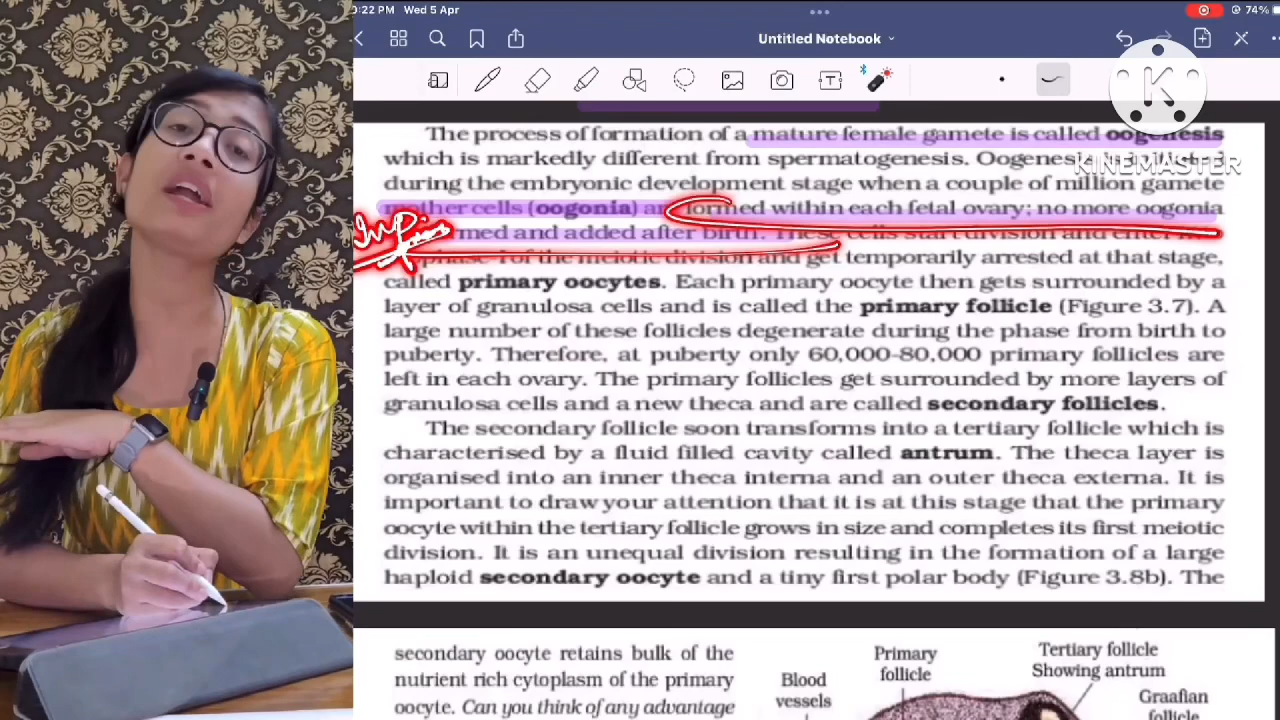 0:22 PM Wed 5 Apr
74%
Untitled Notebook
KINEMASTER
The process of formation of a mature female gamete is called oogenesis
which is markedly different from spermatogenesis. Oogenesis is
during the embryonic development stage when a couple of million gamete
mother cells (oogonia) are formed within each fetal ovary; no more oogonia
Imp.
formed and added after birth. These cells start division and enter
phase-I of the meiotic division and get temporarily arrested at that stage,
called primary oocytes. Each primary oocyte then gets surrounded by a
layer of granulosa cells and is called the primary follicle (Figure 3.7). A
large number of these follicles degenerate during the phase from birth to
puberty. Therefore, at puberty only 60,000-80,000 primary follicles are
left in each ovary. The primary follicles get surrounded by more layers of
granulosa cells and a new theca and are called secondary follicles.
The secondary follicle soon transforms into a tertiary follicle which is
characterised by a fluid filled cavity called antrum. The theca layer is
organised into an inner theca interna and an outer theca externa. It is
important to draw your attention that it is at this stage that the primary
oocyte within the tertiary follicle grows in size and completes its first meiotic
division. It is an unequal division resulting in the formation of a large
haploid secondary oocyte and a tiny first polar body (Figure 3.8b). The
secondary oocyte retains bulk of the
nutrient rich cytoplasm of the primary
oocyte. Can you think of any advantage
Blood
vessels
Primary
follicle
Tertiary follicle
Showing antrum
Graafian
follicle